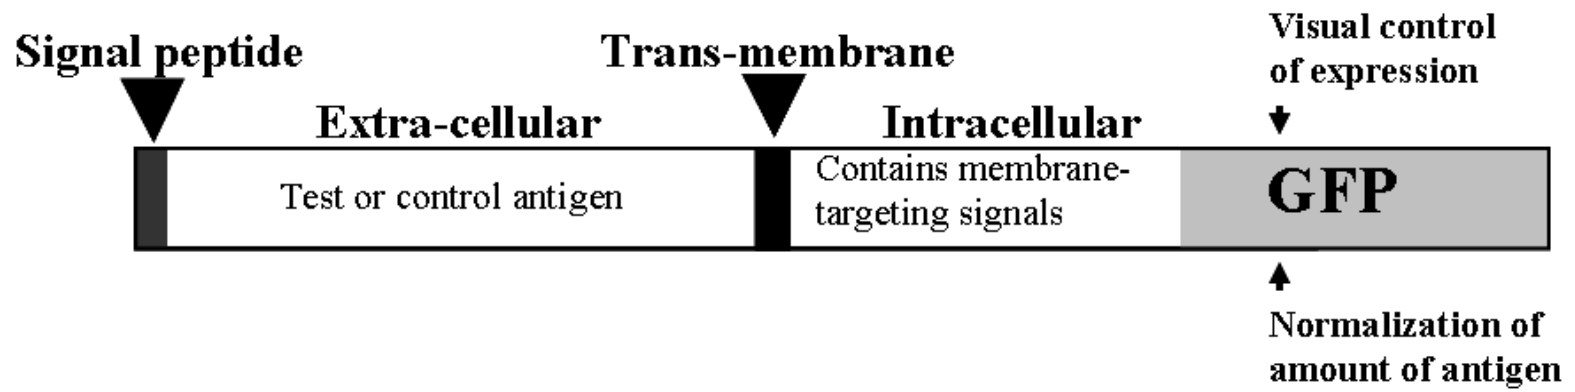 Signal peptide
Trans-membrane
Visual control
of expression
Extra-cellular
Intracellular
Test or control antigen
Contains membrane-
targeting signals
GFP
Normalization of
amount of antigen